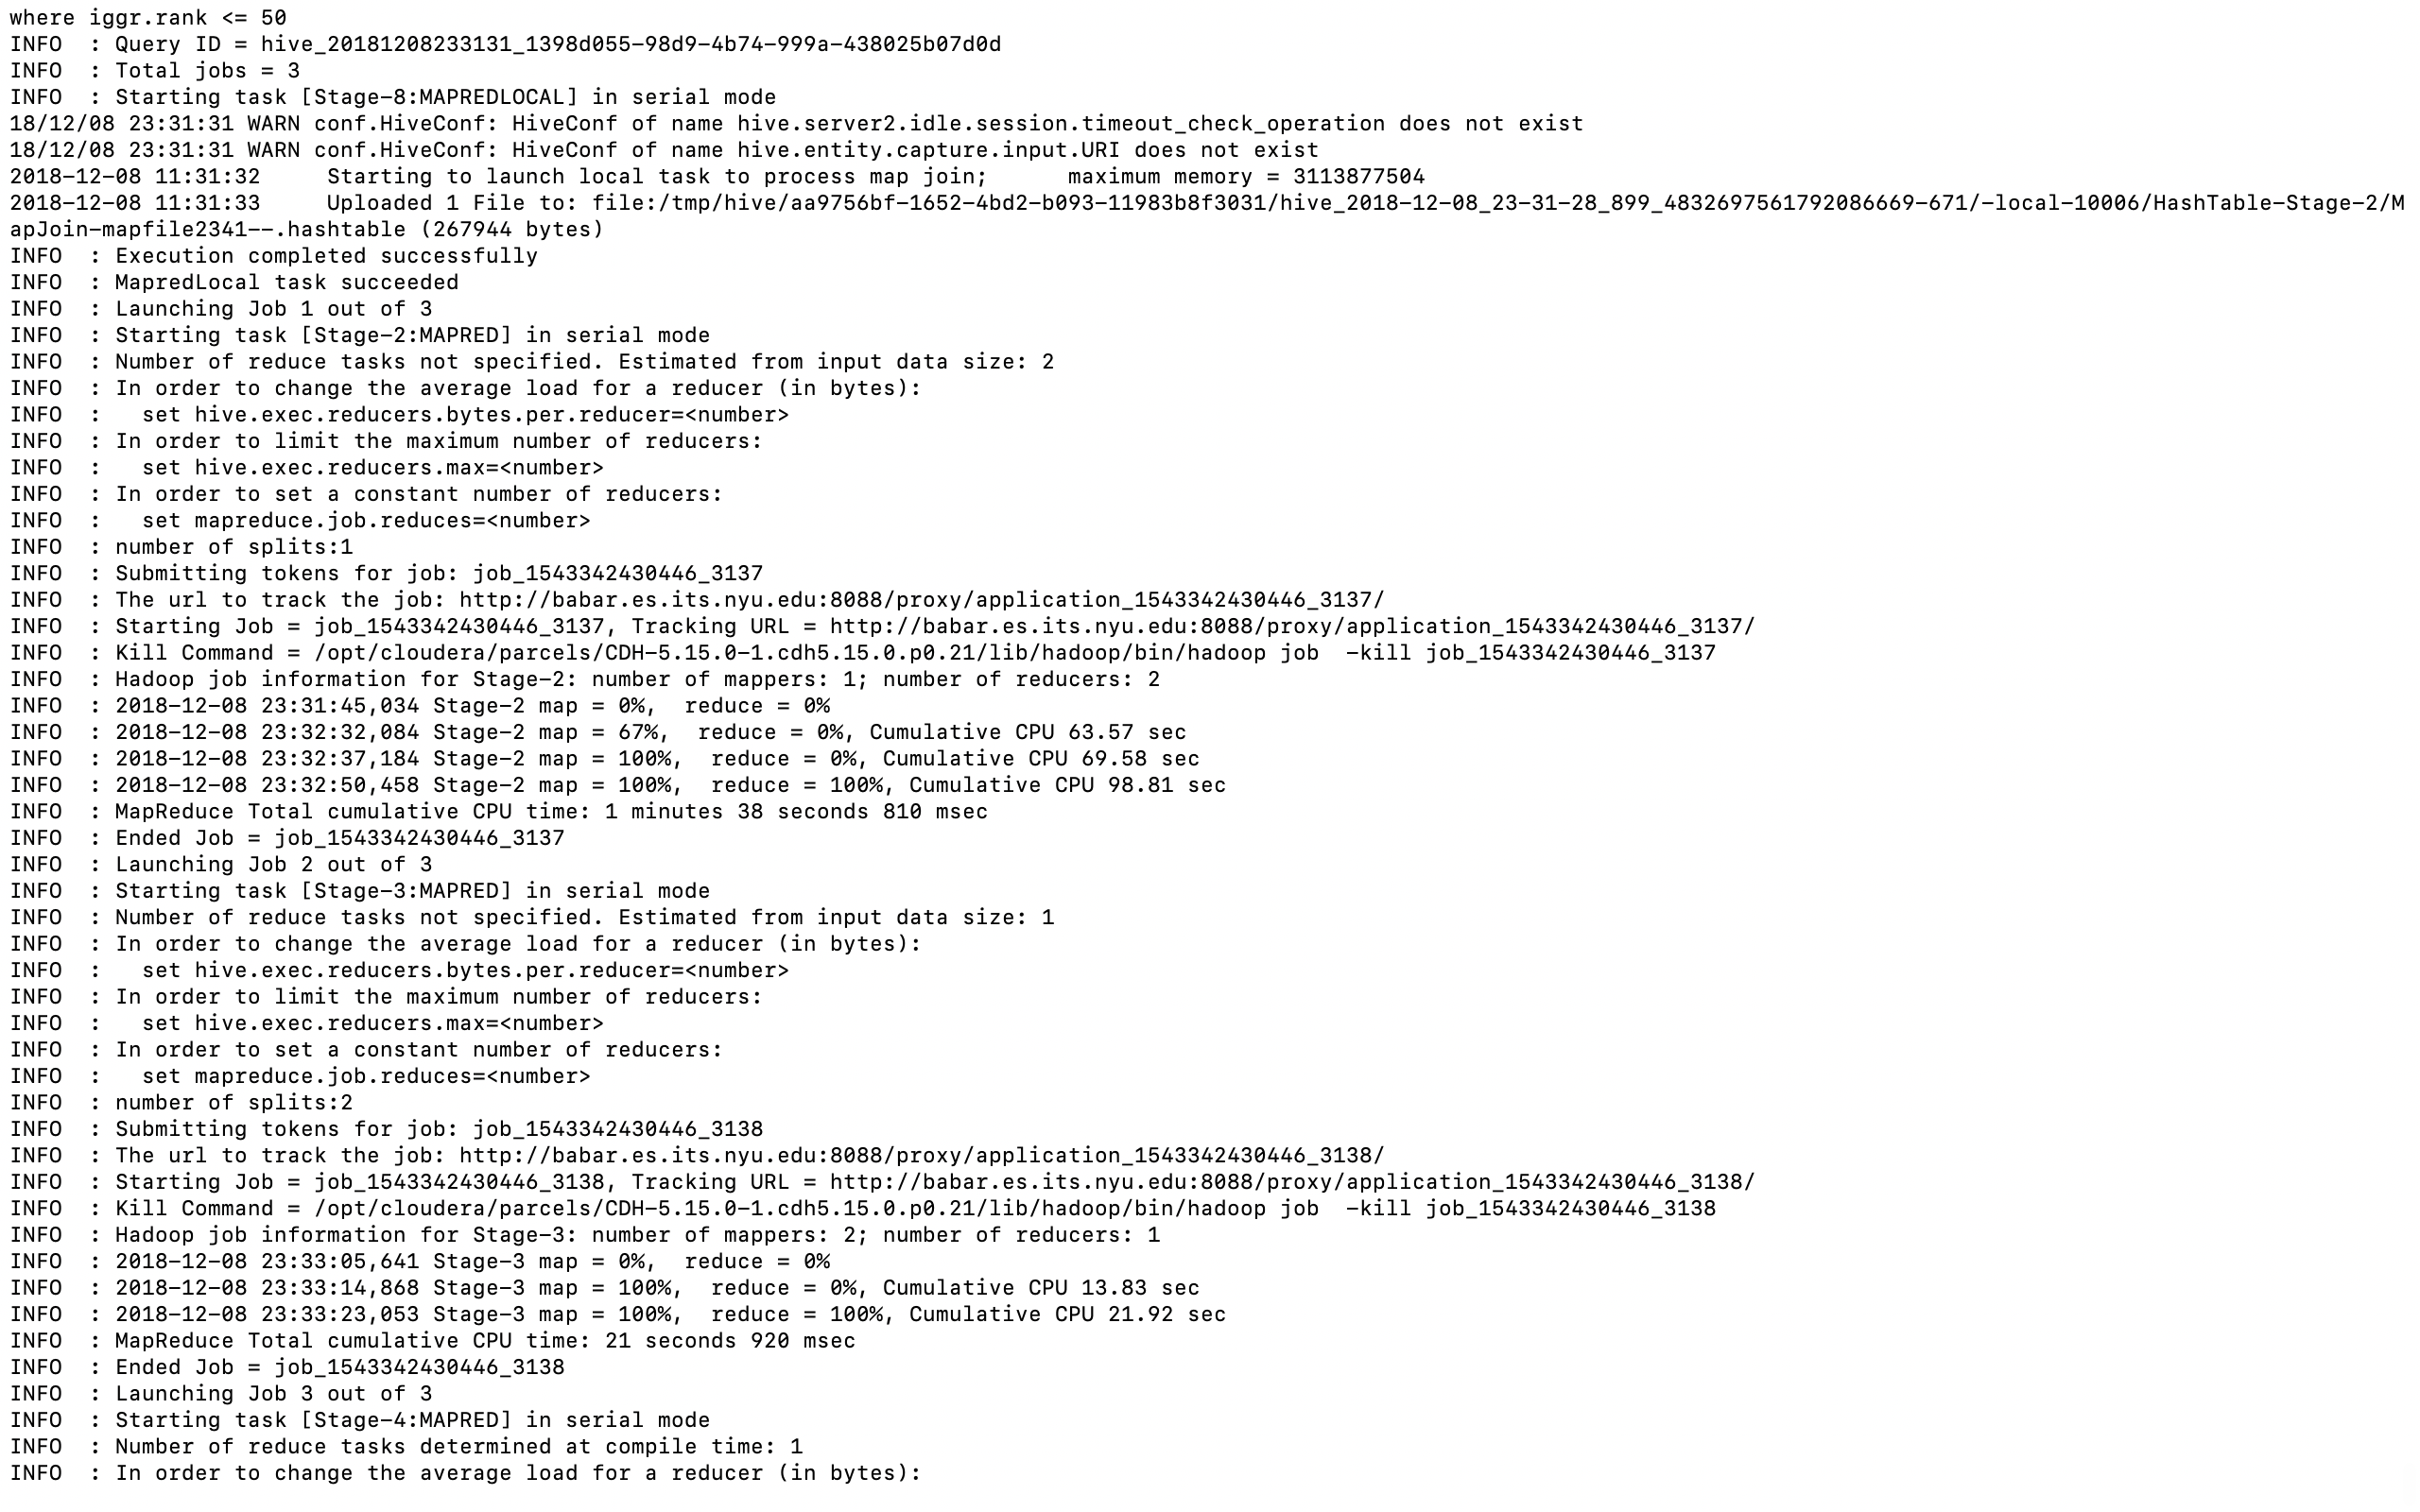 where iggr.rank <= 50
INFO  : Query ID = hive_20181208233131_1398d055-98d9-4b74-999a-438025b07d0d
INFO  : Total jobs = 3
INFO  : Starting task [Stage-8:MAPREDLOCAL] in serial mode
18/12/08 23:31:31 WARN conf.HiveConf: HiveConf of name hive.server2.idle.session.timeout_check_operation does not exist
18/12/08 23:31:31 WARN conf.HiveConf: HiveConf of name hive.entity.capture.input.URI does not exist
2018-12-08 11:31:32     Starting to launch local task to process map join;      maximum memory = 3113877504
2018-12-08 11:31:33     Uploaded 1 File to: file:/tmp/hive/aa9756bf-1652-4bd2-b093-11983b8f3031/hive_2018-12-08_23-31-28_899_4832697561792086669-671/-local-10006/HashTable-Stage-2/M
apJoin-mapfile2341--.hashtable (267944 bytes)
INFO  : Execution completed successfully
INFO  : MapredLocal task succeeded
INFO  : Launching Job 1 out of 3
INFO  : Starting task [Stage-2:MAPRED] in serial mode
INFO  : Number of reduce tasks not specified. Estimated from input data size: 2
INFO  : In order to change the average load for a reducer (in bytes):
INFO  :   set hive.exec.reducers.bytes.per.reducer=<number>
INFO  : In order to limit the maximum number of reducers:
INFO  :   set hive.exec.reducers.max=<number>
INFO  : In order to set a constant number of reducers:
INFO  :   set mapreduce.job.reduces=<number>
INFO  : number of splits:1
INFO  : Submitting tokens for job: job_1543342430446_3137
INFO  : The url to track the job: http://babar.es.its.nyu.edu:8088/proxy/application_1543342430446_3137/
INFO  : Starting Job = job_1543342430446_3137, Tracking URL = http://babar.es.its.nyu.edu:8088/proxy/application_1543342430446_3137/
INFO  : Kill Command = /opt/cloudera/parcels/CDH-5.15.0-1.cdh5.15.0.p0.21/lib/hadoop/bin/hadoop job  -kill job_1543342430446_3137
INFO  : Hadoop job information for Stage-2: number of mappers: 1; number of reducers: 2
INFO  : 2018-12-08 23:31:45,034 Stage-2 map = 0%,  reduce = 0%
INFO  : 2018-12-08 23:32:32,084 Stage-2 map = 67%,  reduce = 0%, Cumulative CPU 63.57 sec
INFO  : 2018-12-08 23:32:37,184 Stage-2 map = 100%,  reduce = 0%, Cumulative CPU 69.58 sec
INFO  : 2018-12-08 23:32:50,458 Stage-2 map = 100%,  reduce = 100%, Cumulative CPU 98.81 sec
INFO  : MapReduce Total cumulative CPU time: 1 minutes 38 seconds 810 msec
INFO  : Ended Job = job_1543342430446_3137
INFO  : Launching Job 2 out of 3
INFO  : Starting task [Stage-3:MAPRED] in serial mode
INFO  : Number of reduce tasks not specified. Estimated from input data size: 1
INFO  : In order to change the average load for a reducer (in bytes):
INFO  :   set hive.exec.reducers.bytes.per.reducer=<number>
INFO  : In order to limit the maximum number of reducers:
INFO  :   set hive.exec.reducers.max=<number>
INFO  : In order to set a constant number of reducers:
INFO  :   set mapreduce.job.reduces=<number>
INFO  : number of splits:2
INFO  : Submitting tokens for job: job_1543342430446_3138
INFO  : The url to track the job: http://babar.es.its.nyu.edu:8088/proxy/application_1543342430446_3138/
INFO  : Starting Job = job_1543342430446_3138, Tracking URL = http://babar.es.its.nyu.edu:8088/proxy/application_1543342430446_3138/
INFO  : Kill Command = /opt/cloudera/parcels/CDH-5.15.0-1.cdh5.15.0.p0.21/lib/hadoop/bin/hadoop job  -kill job_1543342430446_3138
INFO  : Hadoop job information for Stage-3: number of mappers: 2; number of reducers: 1
INFO  : 2018-12-08 23:33:05,641 Stage-3 map = 0%,  reduce = 0%
INFO  : 2018-12-08 23:33:14,868 Stage-3 map = 100%,  reduce = 0%, Cumulative CPU 13.83 sec
INFO  : 2018-12-08 23:33:23,053 Stage-3 map = 100%,  reduce = 100%, Cumulative CPU 21.92 sec
INFO  : MapReduce Total cumulative CPU time: 21 seconds 920 msec
INFO  : Ended Job = job_1543342430446_3138
INFO  : Launching Job 3 out of 3
INFO  : Starting task [Stage-4:MAPRED] in serial mode
INFO  : Number of reduce tasks determined at compile time: 1
INFO  : In order to change the average load for a reducer (in bytes):